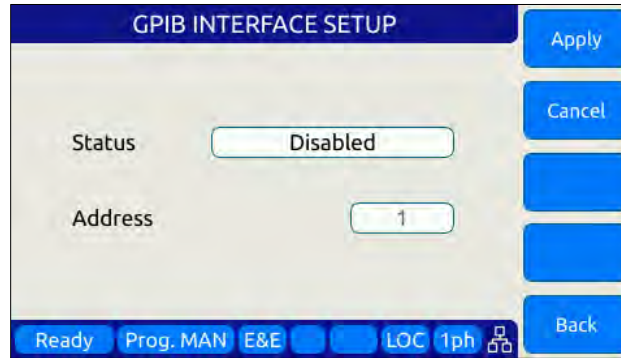 GPIB INTERFACE SETUP
Apply
Cancel
Status Disabled
Address 1
Back
Ready Prog. MAN E&E LOC 1ph